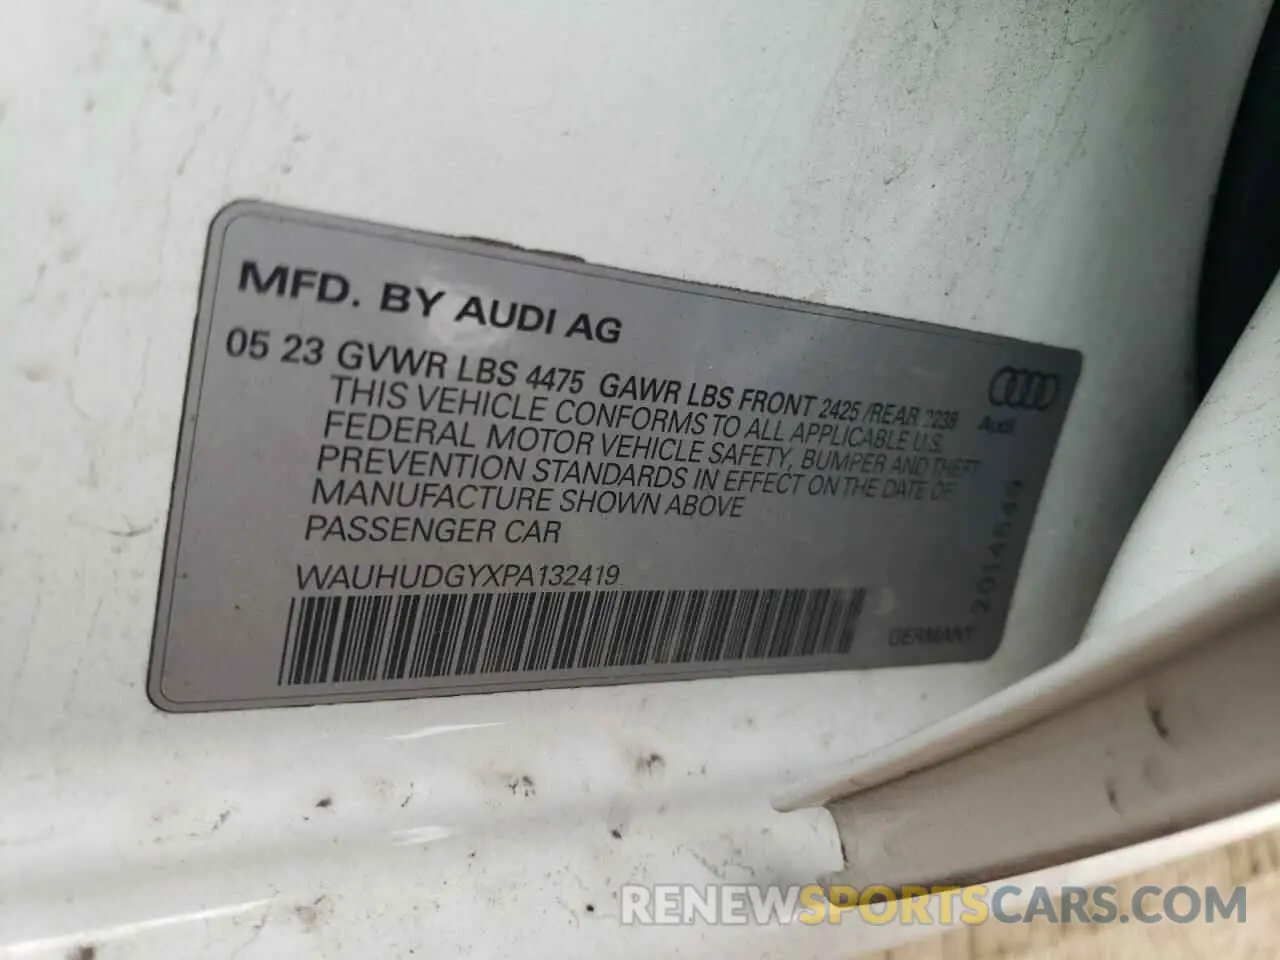 MFD. BY AUDI AG
05 23 GVWR LBS 4475 GAWR LBS FRONT 2425 /REAR
THIS VEHICLE CONFORMS TO ALL APPLICABLE U.S.
FEDERAL MOTOR VEHICLE SAFETY, BUMPER AND THEFT
PREVENTION STANDARDS IN EFFECT ON THE DATE OF
MANUFACTURE SHOWN ABOVE
PASSENGER CAR
WAUHUDGYXPA132419
Audi
GERMANY
RENEWSPORTSCARS.COM